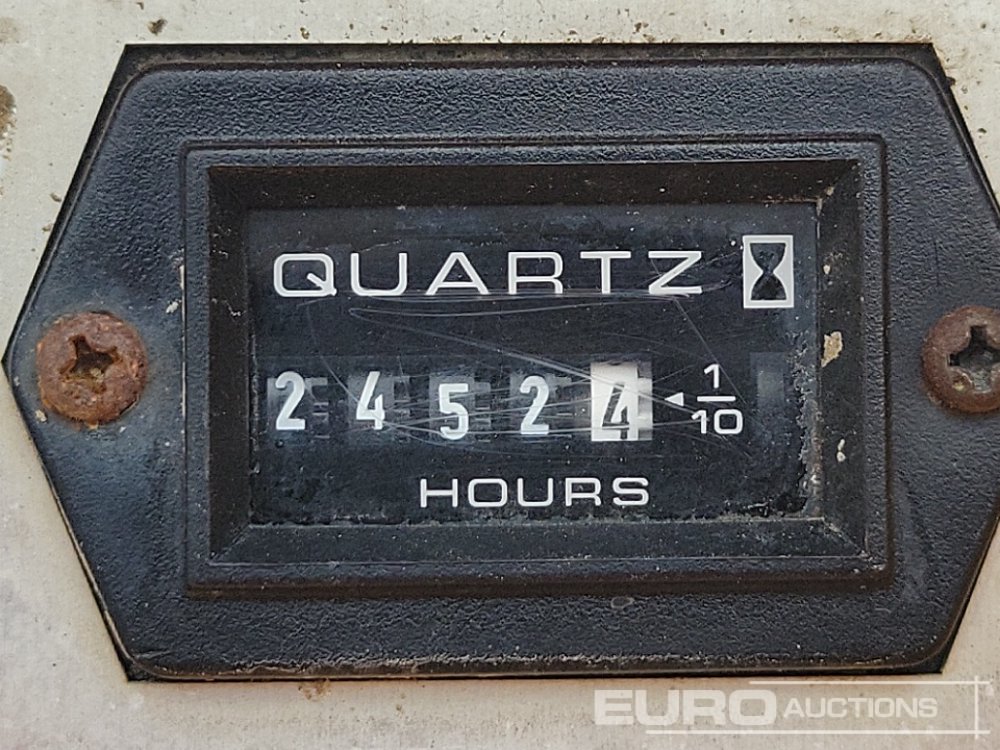 QUARTZ
24524 1/10
HOURS
EURO AUCTIONS